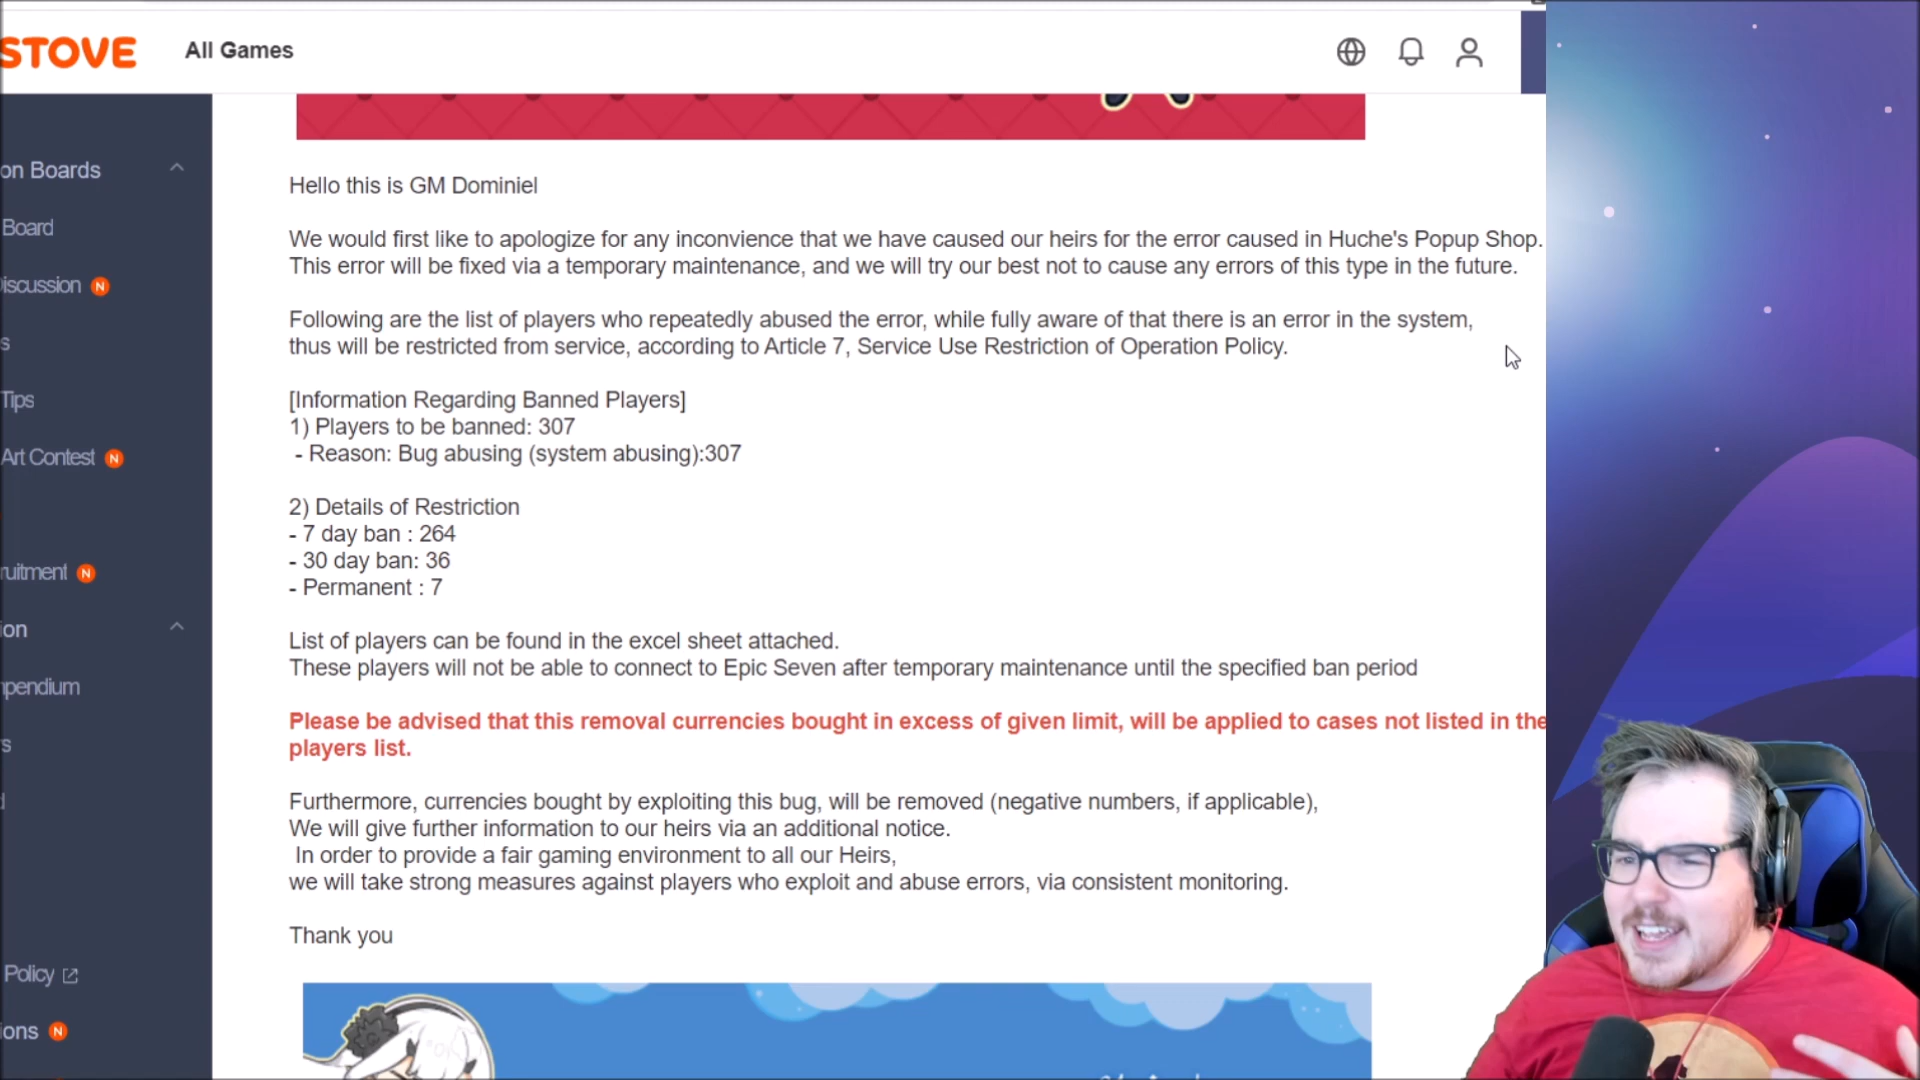 STOVE
All Games
on Boards
Board
iscussion N
s
Tips
Art Contest N
ruitment N
ion
pendium
rs
d
Policy
ions N
Hello this is GM Dominiel
We would first like to apologize for any inconvience that we have caused our heirs for the error caused in Huche's Popup Shop.
This error will be fixed via a temporary maintenance, and we will try our best not to cause any errors of this type in the future.
Following are the list of players who repeatedly abused the error, while fully aware of that there is an error in the system,
thus will be restricted from service, according to Article 7, Service Use Restriction of Operation Policy.
[Information Regarding Banned Players]
1) Players to be banned: 307
- Reason: Bug abusing (system abusing):307
2) Details of Restriction
- 7 day ban : 264
- 30 day ban: 36
- Permanent : 7
List of players can be found in the excel sheet attached.
These players will not be able to connect to Epic Seven after temporary maintenance until the specified ban period
Please be advised that this removal currencies bought in excess of given limit, will be applied to cases not listed in the
players list.
Furthermore, currencies bought by exploiting this bug, will be removed (negative numbers, if applicable),
We will give further information to our heirs via an additional notice.
In order to provide a fair gaming environment to all our Heirs,
we will take strong measures against players who exploit and abuse errors, via consistent monitoring.
Thank you